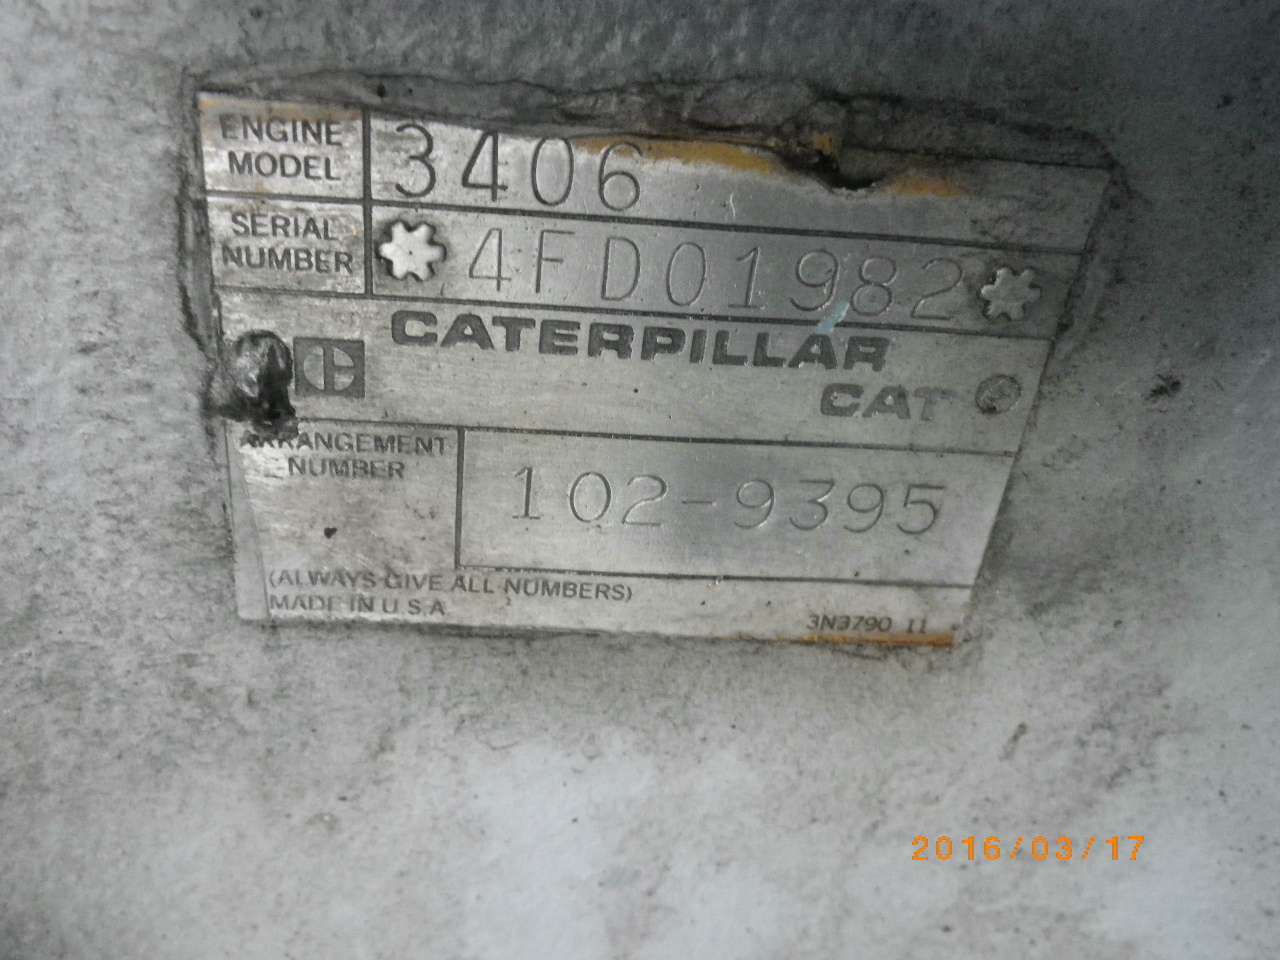 ENGINE MODEL 3406
SERIAL NUMBER *4FD01982*
CATERPILLAR
CAT ®
ARRANGEMENT NUMBER 102-9395
(ALWAYS GIVE ALL NUMBERS)
MADE IN U.S.A.
3N3790 11
2016/03/17